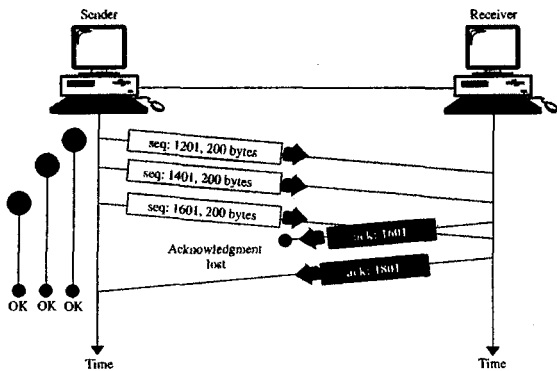 Sender
Receiver
seq: 1201, 200 bytes
seq: 1401, 200 bytes
seq: 1601, 200 bytes
ack: 1601
Acknowledgment
lost
ack: 1801
OK OK OK
Time
Time